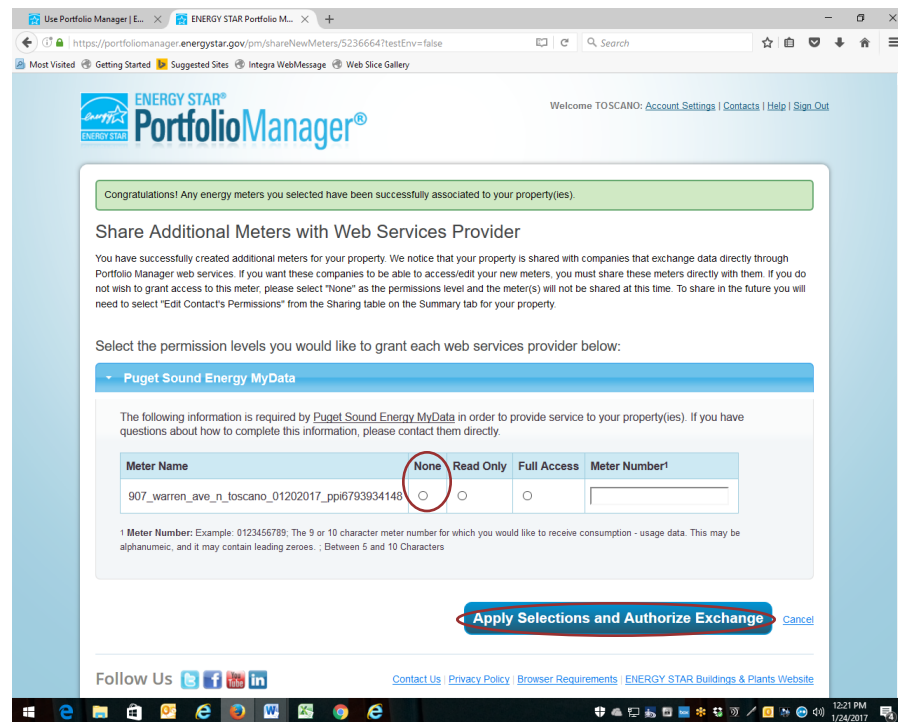 Use Portfolio Manager | E...
ENERGY STAR Portfolio M...
https://portfoliomanager.energystar.gov/pm/shareNewMeters/5236664?testEnv=false
Search
Most Visited Getting Started Suggested Sites Integra WebMessage Web Slice Gallery
ENERGY STAR®
PortfolioManager®
ENERGY STAR
Welcome TOSCANO: Account Settings | Contacts | Help | Sign Out
Congratulations! Any energy meters you selected have been successfully associated to your property(ies).
Share Additional Meters with Web Services Provider
You have successfully created additional meters for your property. We notice that your property is shared with companies that exchange data directly through
Portfolio Manager web services. If you want these companies to be able to access/edit your new meters, you must share these meters directly with them. If you do
not wish to grant access to this meter, please select "None" as the permissions level and the meter(s) will not be shared at this time. To share in the future you will
need to select "Edit Contact's Permissions" from the Sharing table on the Summary tab for your property.
Select the permission levels you would like to grant each web services provider below:
Puget Sound Energy MyData
The following information is required by Puget Sound Energy MyData in order to provide service to your property(ies). If you have
questions about how to complete this information, please contact them directly.
Meter Name None Read Only Full Access Meter Number¹
907_warren_ave_n_toscano_01202017_ppi6793934148
¹ Meter Number: Example: 0123456789; The 9 or 10 character meter number for which you would like to receive consumption - usage data. This may be
alphanumeic, and it may contain leading zeroes. ; Between 5 and 10 Characters
Apply Selections and Authorize Exchange
Cancel
Follow Us
You Tube
in
Contact Us | Privacy Policy | Browser Requirements | ENERGY STAR Buildings & Plants Website
12:21 PM
1/24/2017